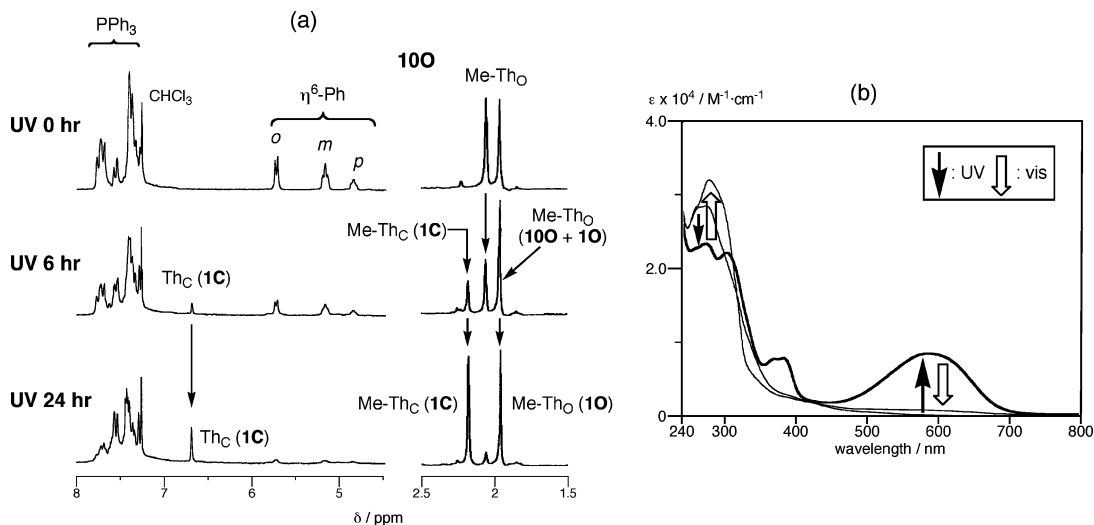 (a)
PPh3
10O
CHCl3
η6-Ph
Me-ThO
UV 0 hr
o
m
p
Me-ThC (1C)
Me-ThO
(10O + 1O)
UV 6 hr
ThC (1C)
UV 24 hr
Me-ThC (1C)
Me-ThO (1O)
ThC (1C)
8
7
6
5
2.5
2
1.5
δ / ppm
(b)
ε x 10⁴ / M⁻¹·cm⁻¹
4.0
: UV
: vis
2.0
0
240
300
400
500
600
700
800
wavelength / nm